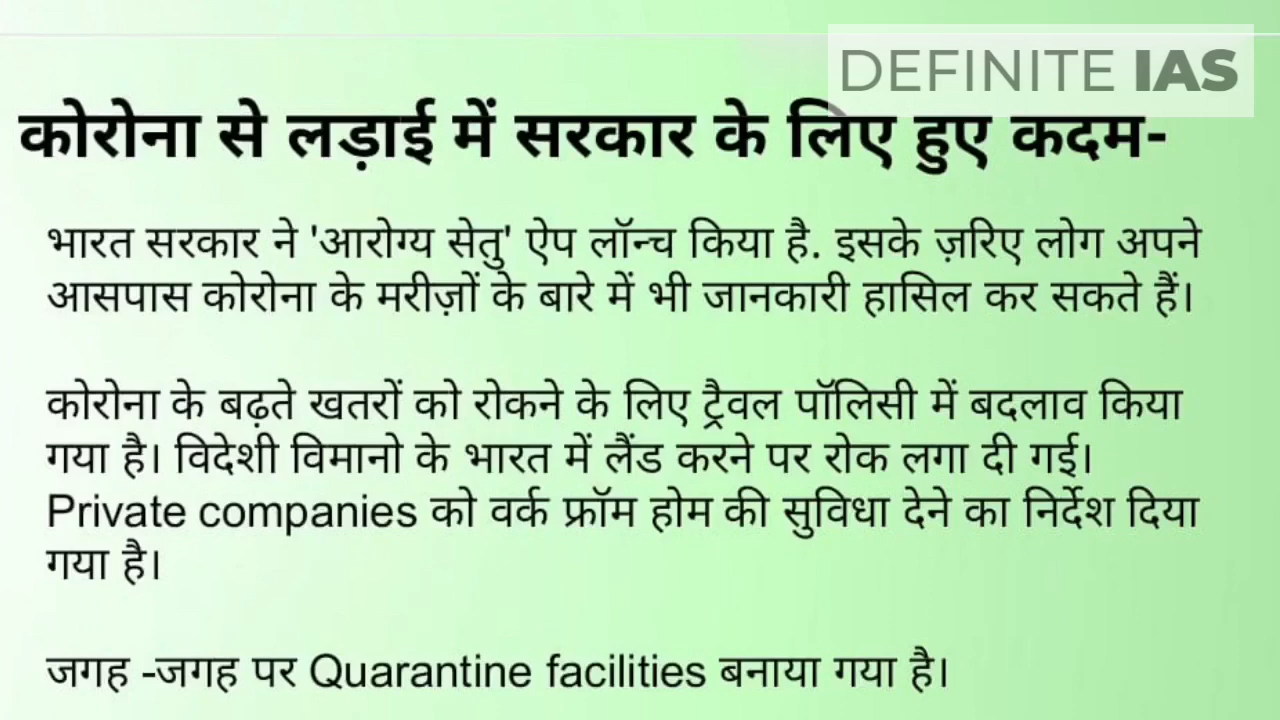 DEFINITE IAS
कोरोना से लड़ाई में सरकार के लिए हुए कदम-
भारत सरकार ने 'आरोग्य सेतु' ऐप लॉन्च किया है. इसके ज़रिए लोग अपने
आसपास कोरोना के मरीज़ों के बारे में भी जानकारी हासिल कर सकते हैं।
कोरोना के बढ़ते खतरों को रोकने के लिए ट्रैवल पॉलिसी में बदलाव किया
गया है। विदेशी विमानो के भारत में लैंड करने पर रोक लगा दी गई।
Private companies को वर्क फ्रॉम होम की सुविधा देने का निर्देश दिया
गया है।
जगह -जगह पर Quarantine facilities बनाया गया है।